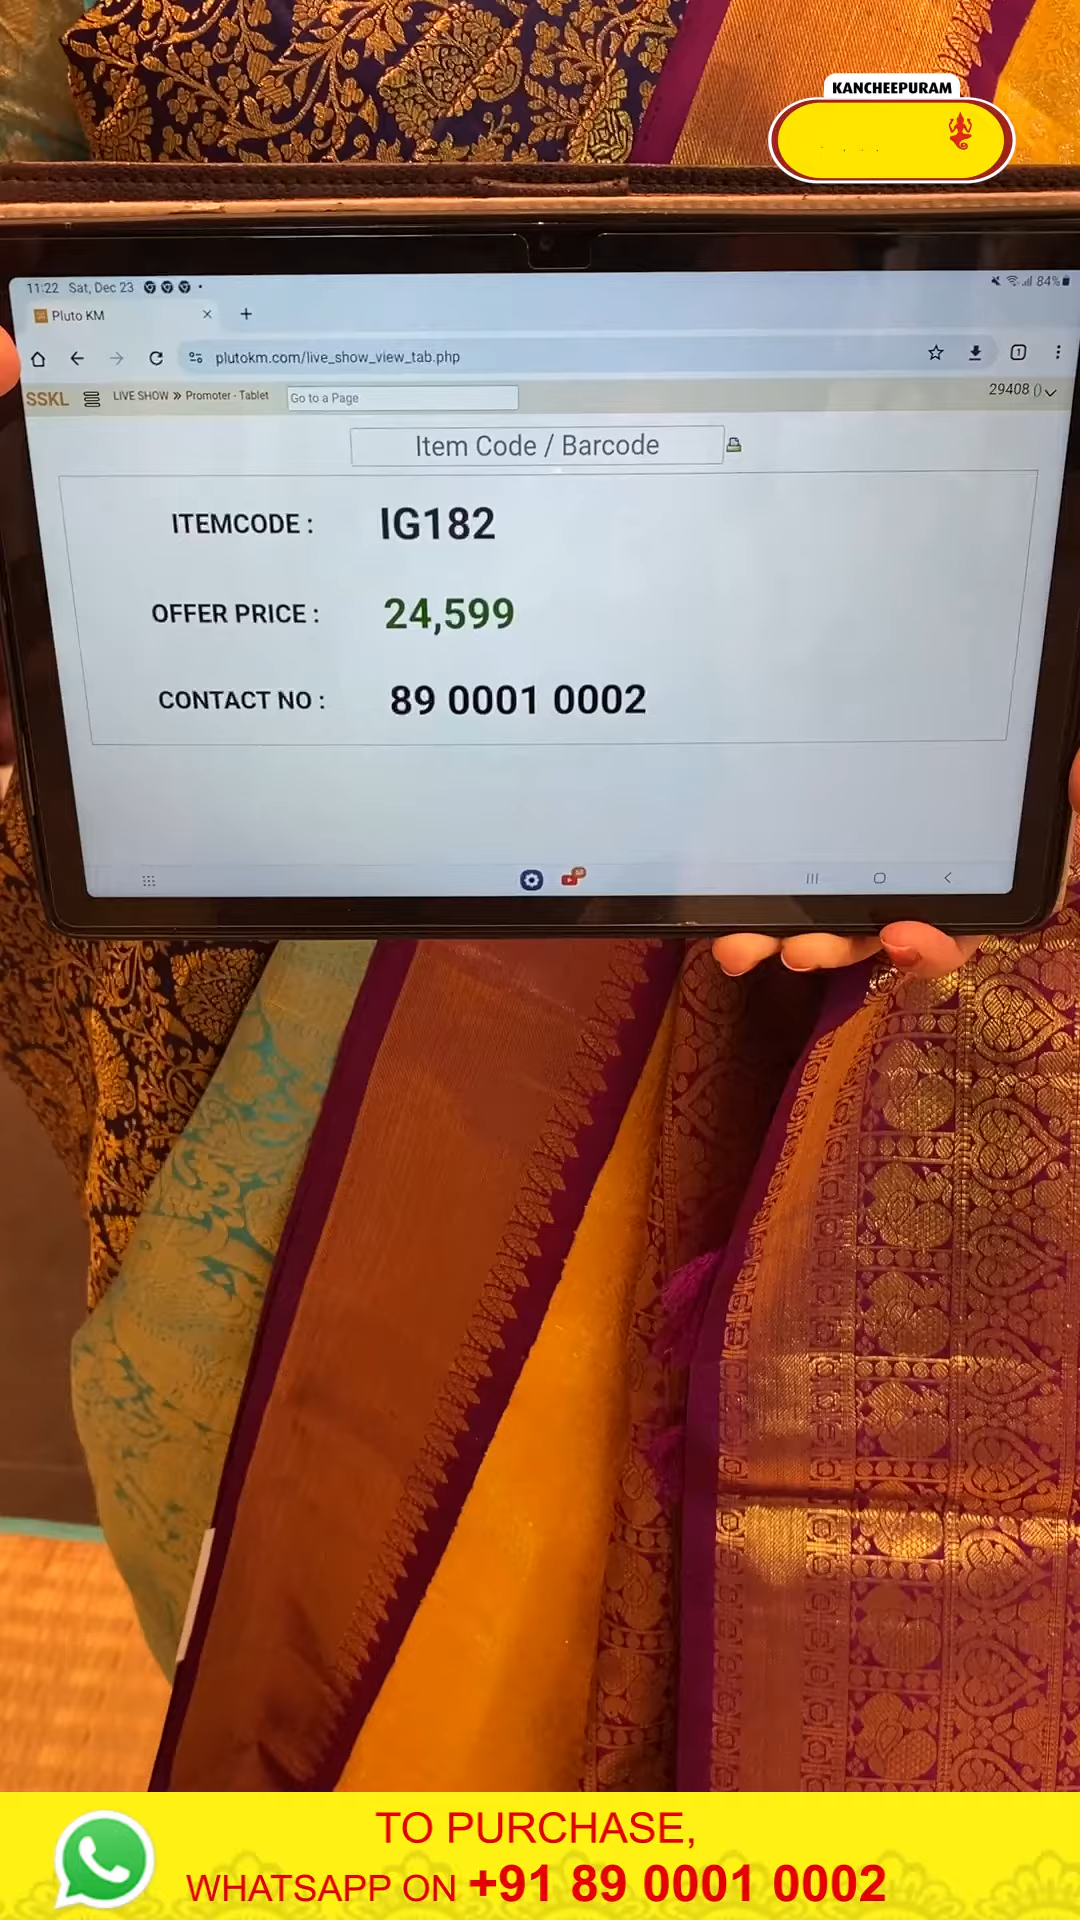 KANCHEEPURAM
11:22 Sat, Dec 23
84%
Pluto KM
plutokm.com/live_show_view_tab.php
1
SSKL LIVE SHOW » Promoter - Tablet Go to a Page 29408 ()
Item Code / Barcode
ITEMCODE : IG182
OFFER PRICE : 24,599
CONTACT NO : 89 0001 0002
TO PURCHASE,
WHATSAPP ON +91 89 0001 0002